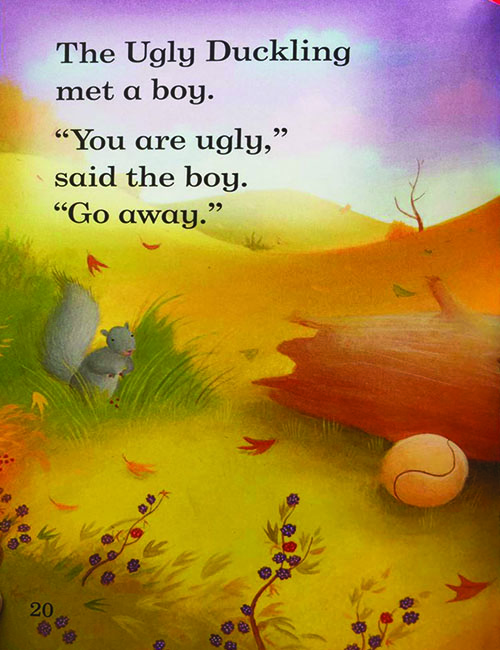 The Ugly Duckling
met a boy.
“You are ugly,”
said the boy.
“Go away.”
20